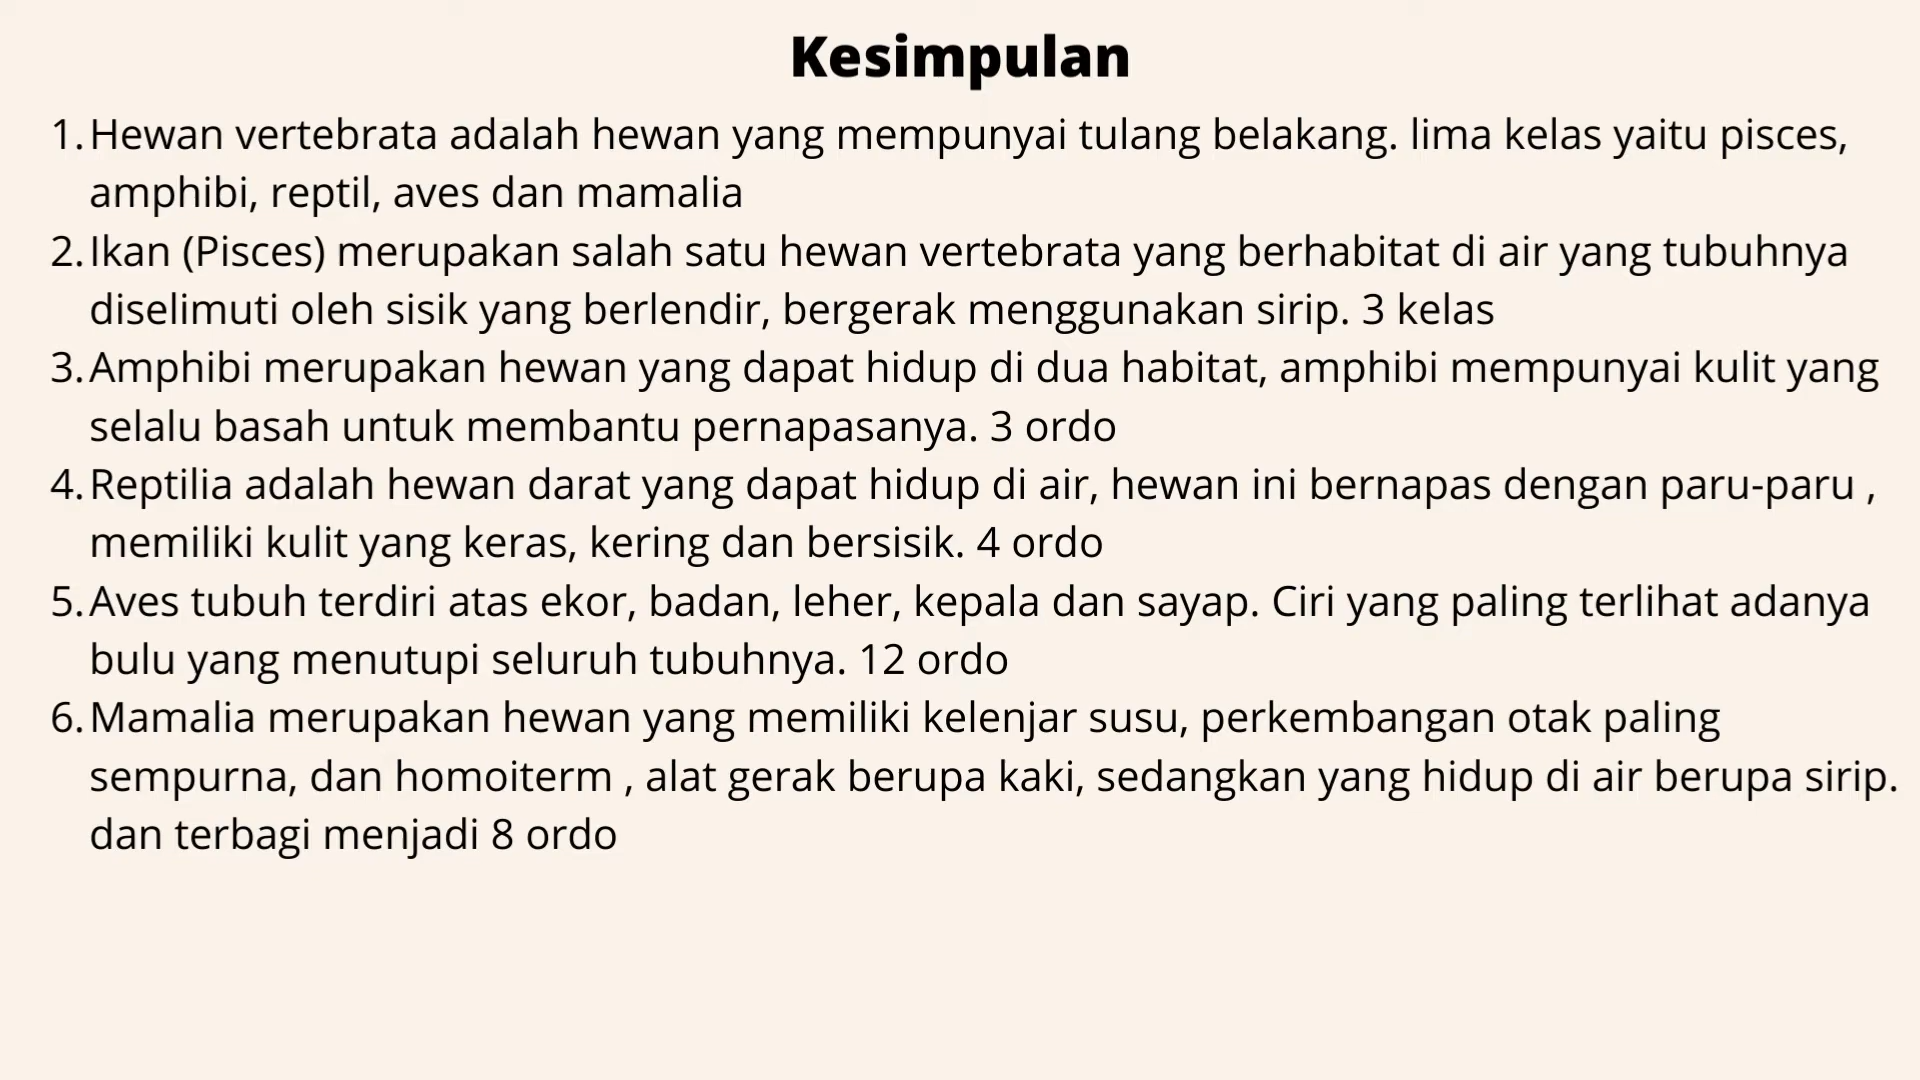 Kesimpulan
1. Hewan vertebrata adalah hewan yang mempunyai tulang belakang. lima kelas yaitu pisces,
amphibi, reptil, aves dan mamalia
2. Ikan (Pisces) merupakan salah satu hewan vertebrata yang berhabitat di air yang tubuhnya
diselimuti oleh sisik yang berlendir, bergerak menggunakan sirip. 3 kelas
3. Amphibi merupakan hewan yang dapat hidup di dua habitat, amphibi mempunyai kulit yang
selalu basah untuk membantu pernapasanya. 3 ordo
4. Reptilia adalah hewan darat yang dapat hidup di air, hewan ini bernapas dengan paru-paru ,
memiliki kulit yang keras, kering dan bersisik. 4 ordo
5. Aves tubuh terdiri atas ekor, badan, leher, kepala dan sayap. Ciri yang paling terlihat adanya
bulu yang menutupi seluruh tubuhnya. 12 ordo
6. Mamalia merupakan hewan yang memiliki kelenjar susu, perkembangan otak paling
sempurna, dan homoiterm , alat gerak berupa kaki, sedangkan yang hidup di air berupa sirip.
dan terbagi menjadi 8 ordo